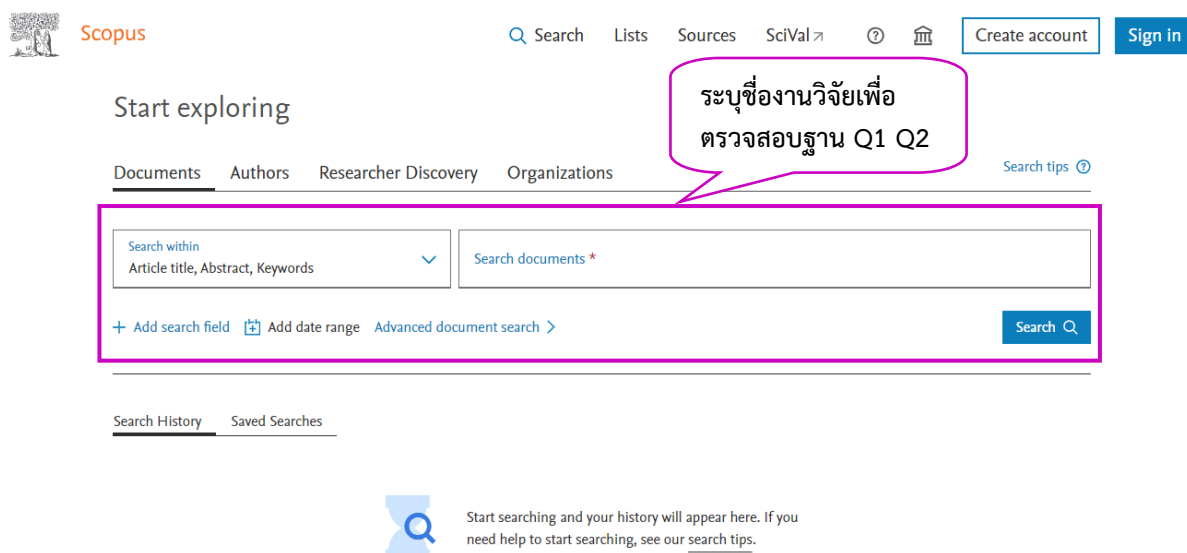 Scopus
Search Lists Sources SciVal Create account Sign in
ระบุชื่องานวิจัยเพื่อ
ตรวจสอบฐาน Q1 Q2
Start exploring
Documents Authors Researcher Discovery Organizations Search tips
Search within
Article title, Abstract, Keywords
Search documents *
+ Add search field Add date range Advanced document search >
Search
Search History Saved Searches
Start searching and your history will appear here. If you
need help to start searching, see our search tips.